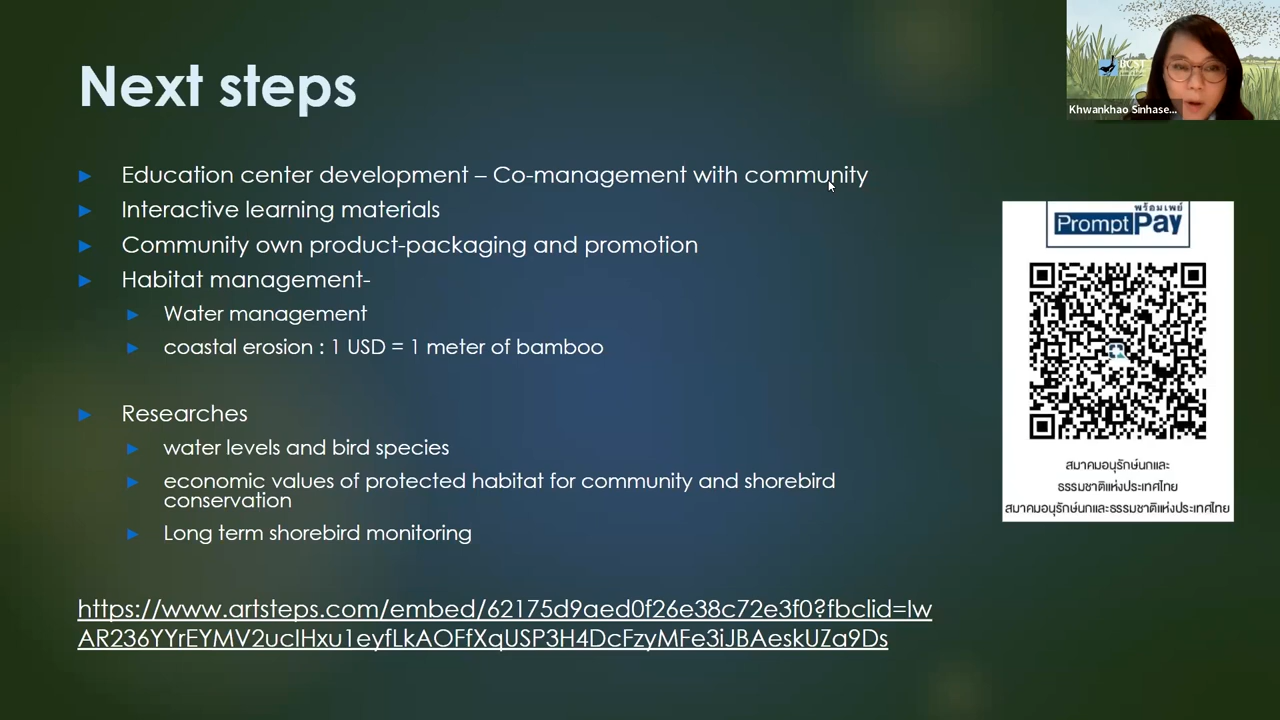 Next steps
BCST
Khwankhao Sinhase...
Education center development – Co-management with community
Interactive learning materials
Community own product-packaging and promotion
Habitat management-
Water management
coastal erosion : 1 USD = 1 meter of bamboo
Researches
water levels and bird species
economic values of protected habitat for community and shorebird
conservation
Long term shorebird monitoring
พร้อมเพย์
PromptPay
สมาคมอนุรักษ์นกและ
ธรรมชาติแห่งประเทศไทย
สมาคมอนุรักษ์นกและธรรมชาติแห่งประเทศไทย
https://www.artsteps.com/embed/62175d9aed0f26e38c72e3f0?fbclid=Iw
AR236YYrEYMV2uclHxu1eyfLkAOFfXqUSP3H4DcFzyMFe3iJBAeskUZa9Ds